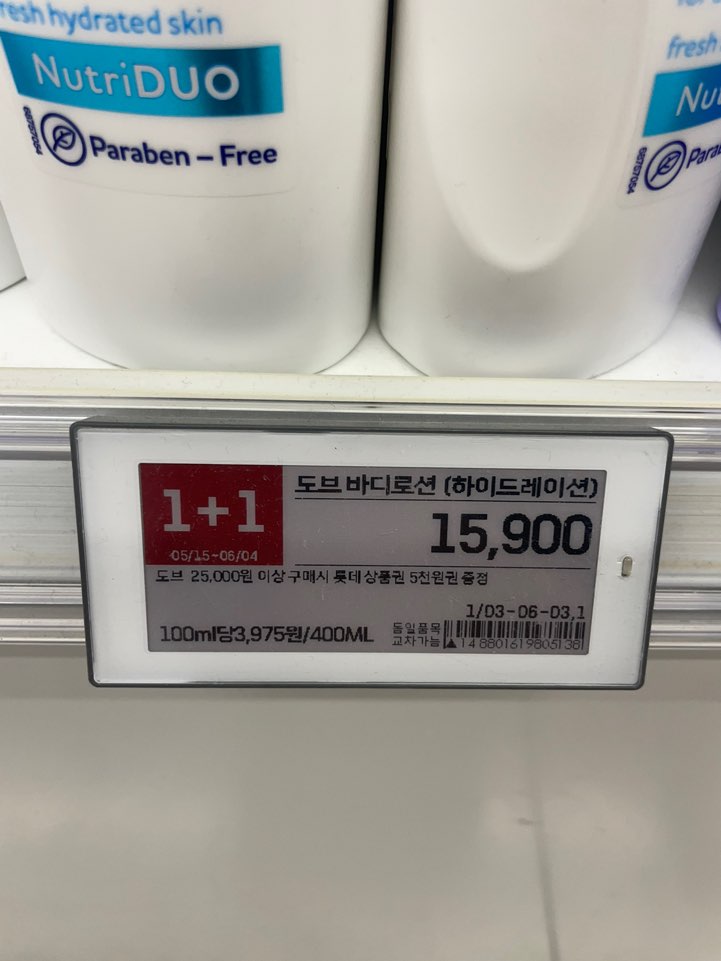 fresh hydrated skin
NutriDUO
Paraben – Free
68757054
fresh
68757054
1+1
05/15~06/04
도브 바디로션 (하이드레이션)
15,900
도브 25,000원 이상 구매시 롯데상품권 5천원권 증정
1/03-06-03,1
100ml당3,975원/400ML
동일품목
교차가능
▲14 8801619805138